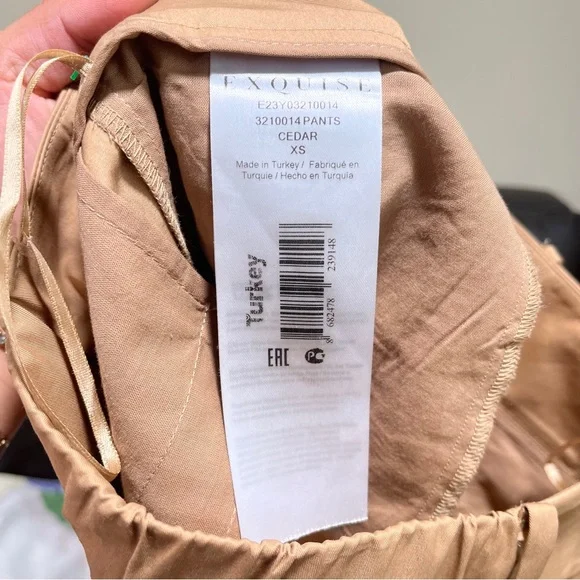 EXQUISE
E23Y03210014
3210014 PANTS
CEDAR
XS
Made in Turkey / Fabriqué en
Turquie / Hecho en Turquía
Turkey
8 682478 239148
EAC